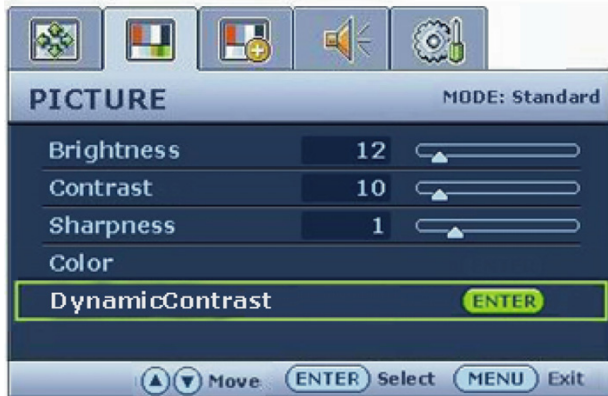 PICTURE MODE: Standard
Brightness 12
Contrast 10
Sharpness 1
Color
DynamicContrast ENTER
Move ENTER Select MENU Exit